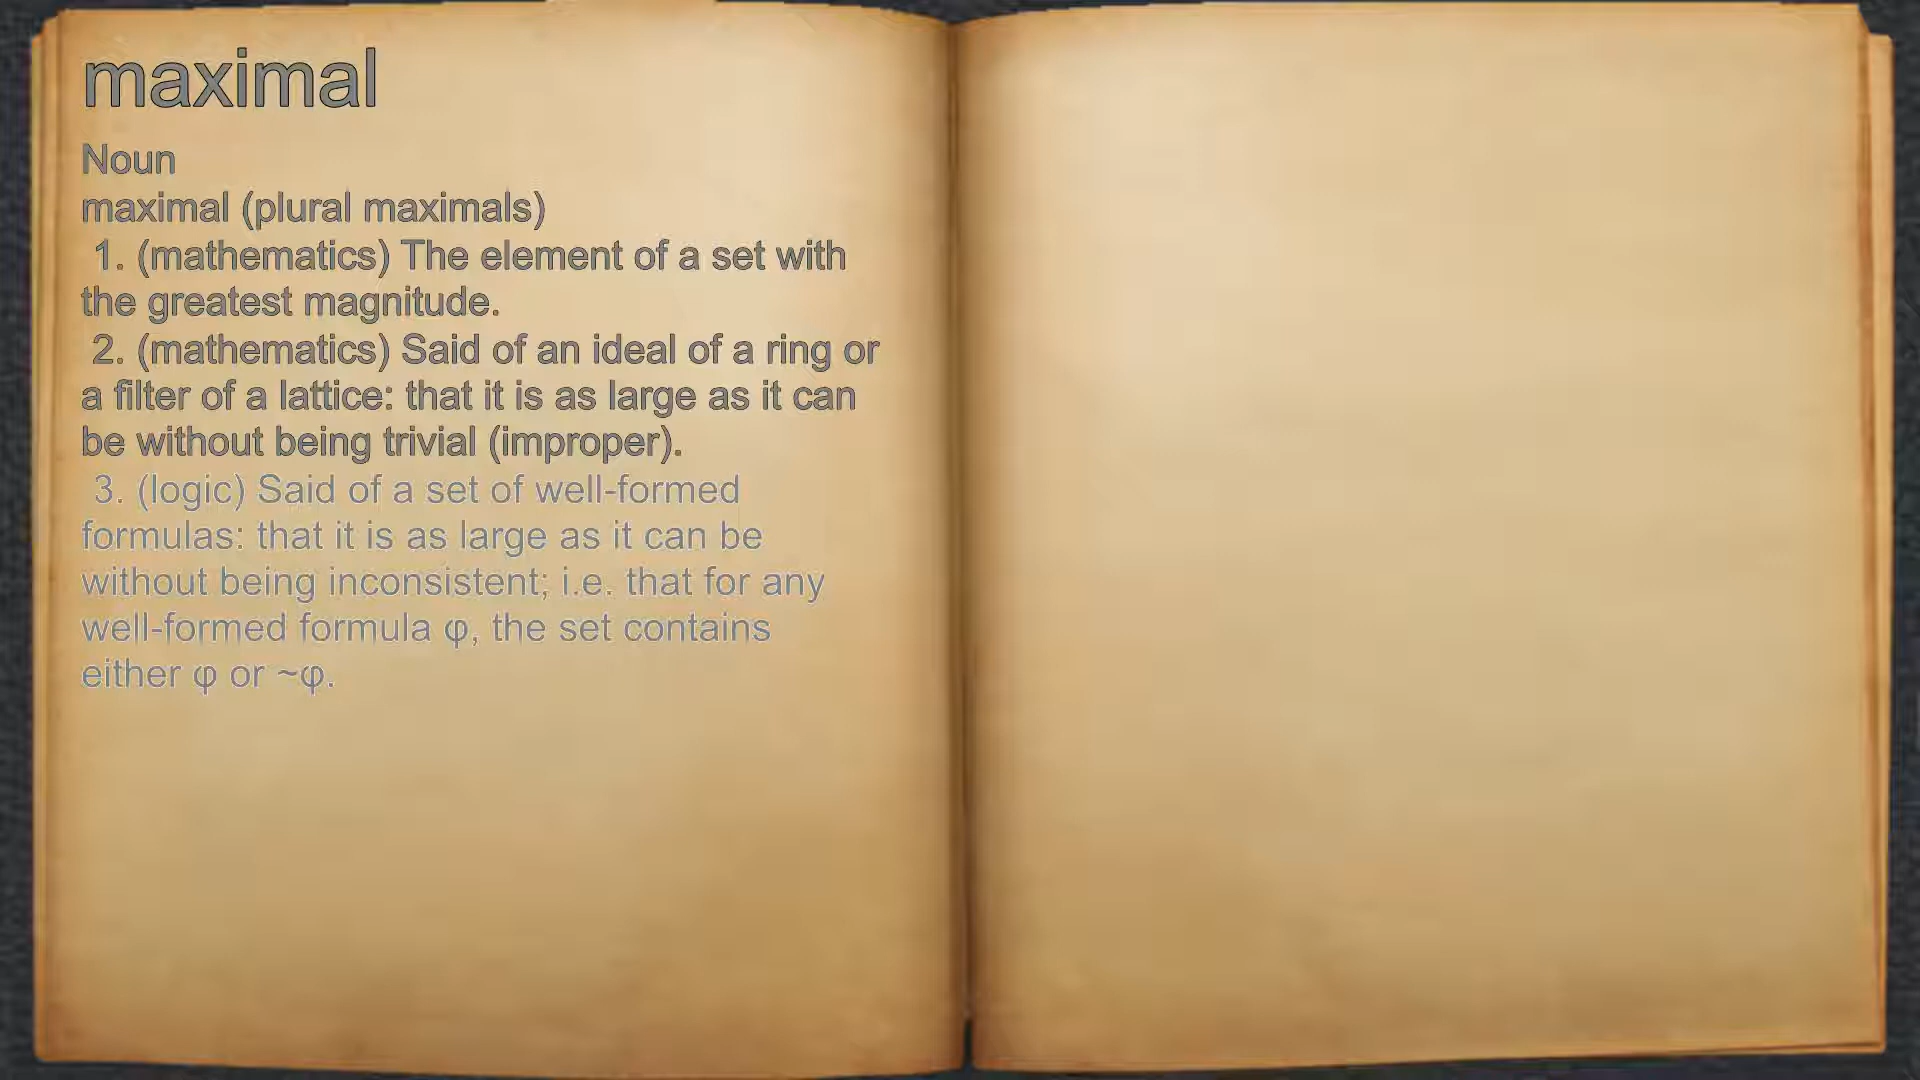 maximal
Noun
maximal (plural maximals)
1. (mathematics) The element of a set with
the greatest magnitude.
2. (mathematics) Said of an ideal of a ring or
a filter of a lattice: that it is as large as it can
be without being trivial (improper).
3. (logic) Said of a set of well-formed
formulas: that it is as large as it can be
without being inconsistent; i.e. that for any
well-formed formula φ, the set contains
either φ or ~φ.